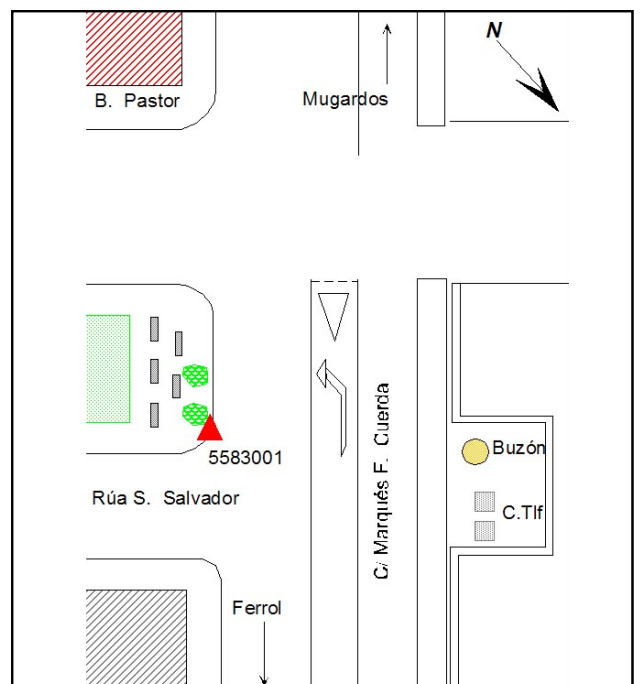 N
B. Pastor
Mugardos
C/ Marqués F. Cuerda
5583001
Buzón
Rúa S. Salvador
C.Tlf
Ferrol